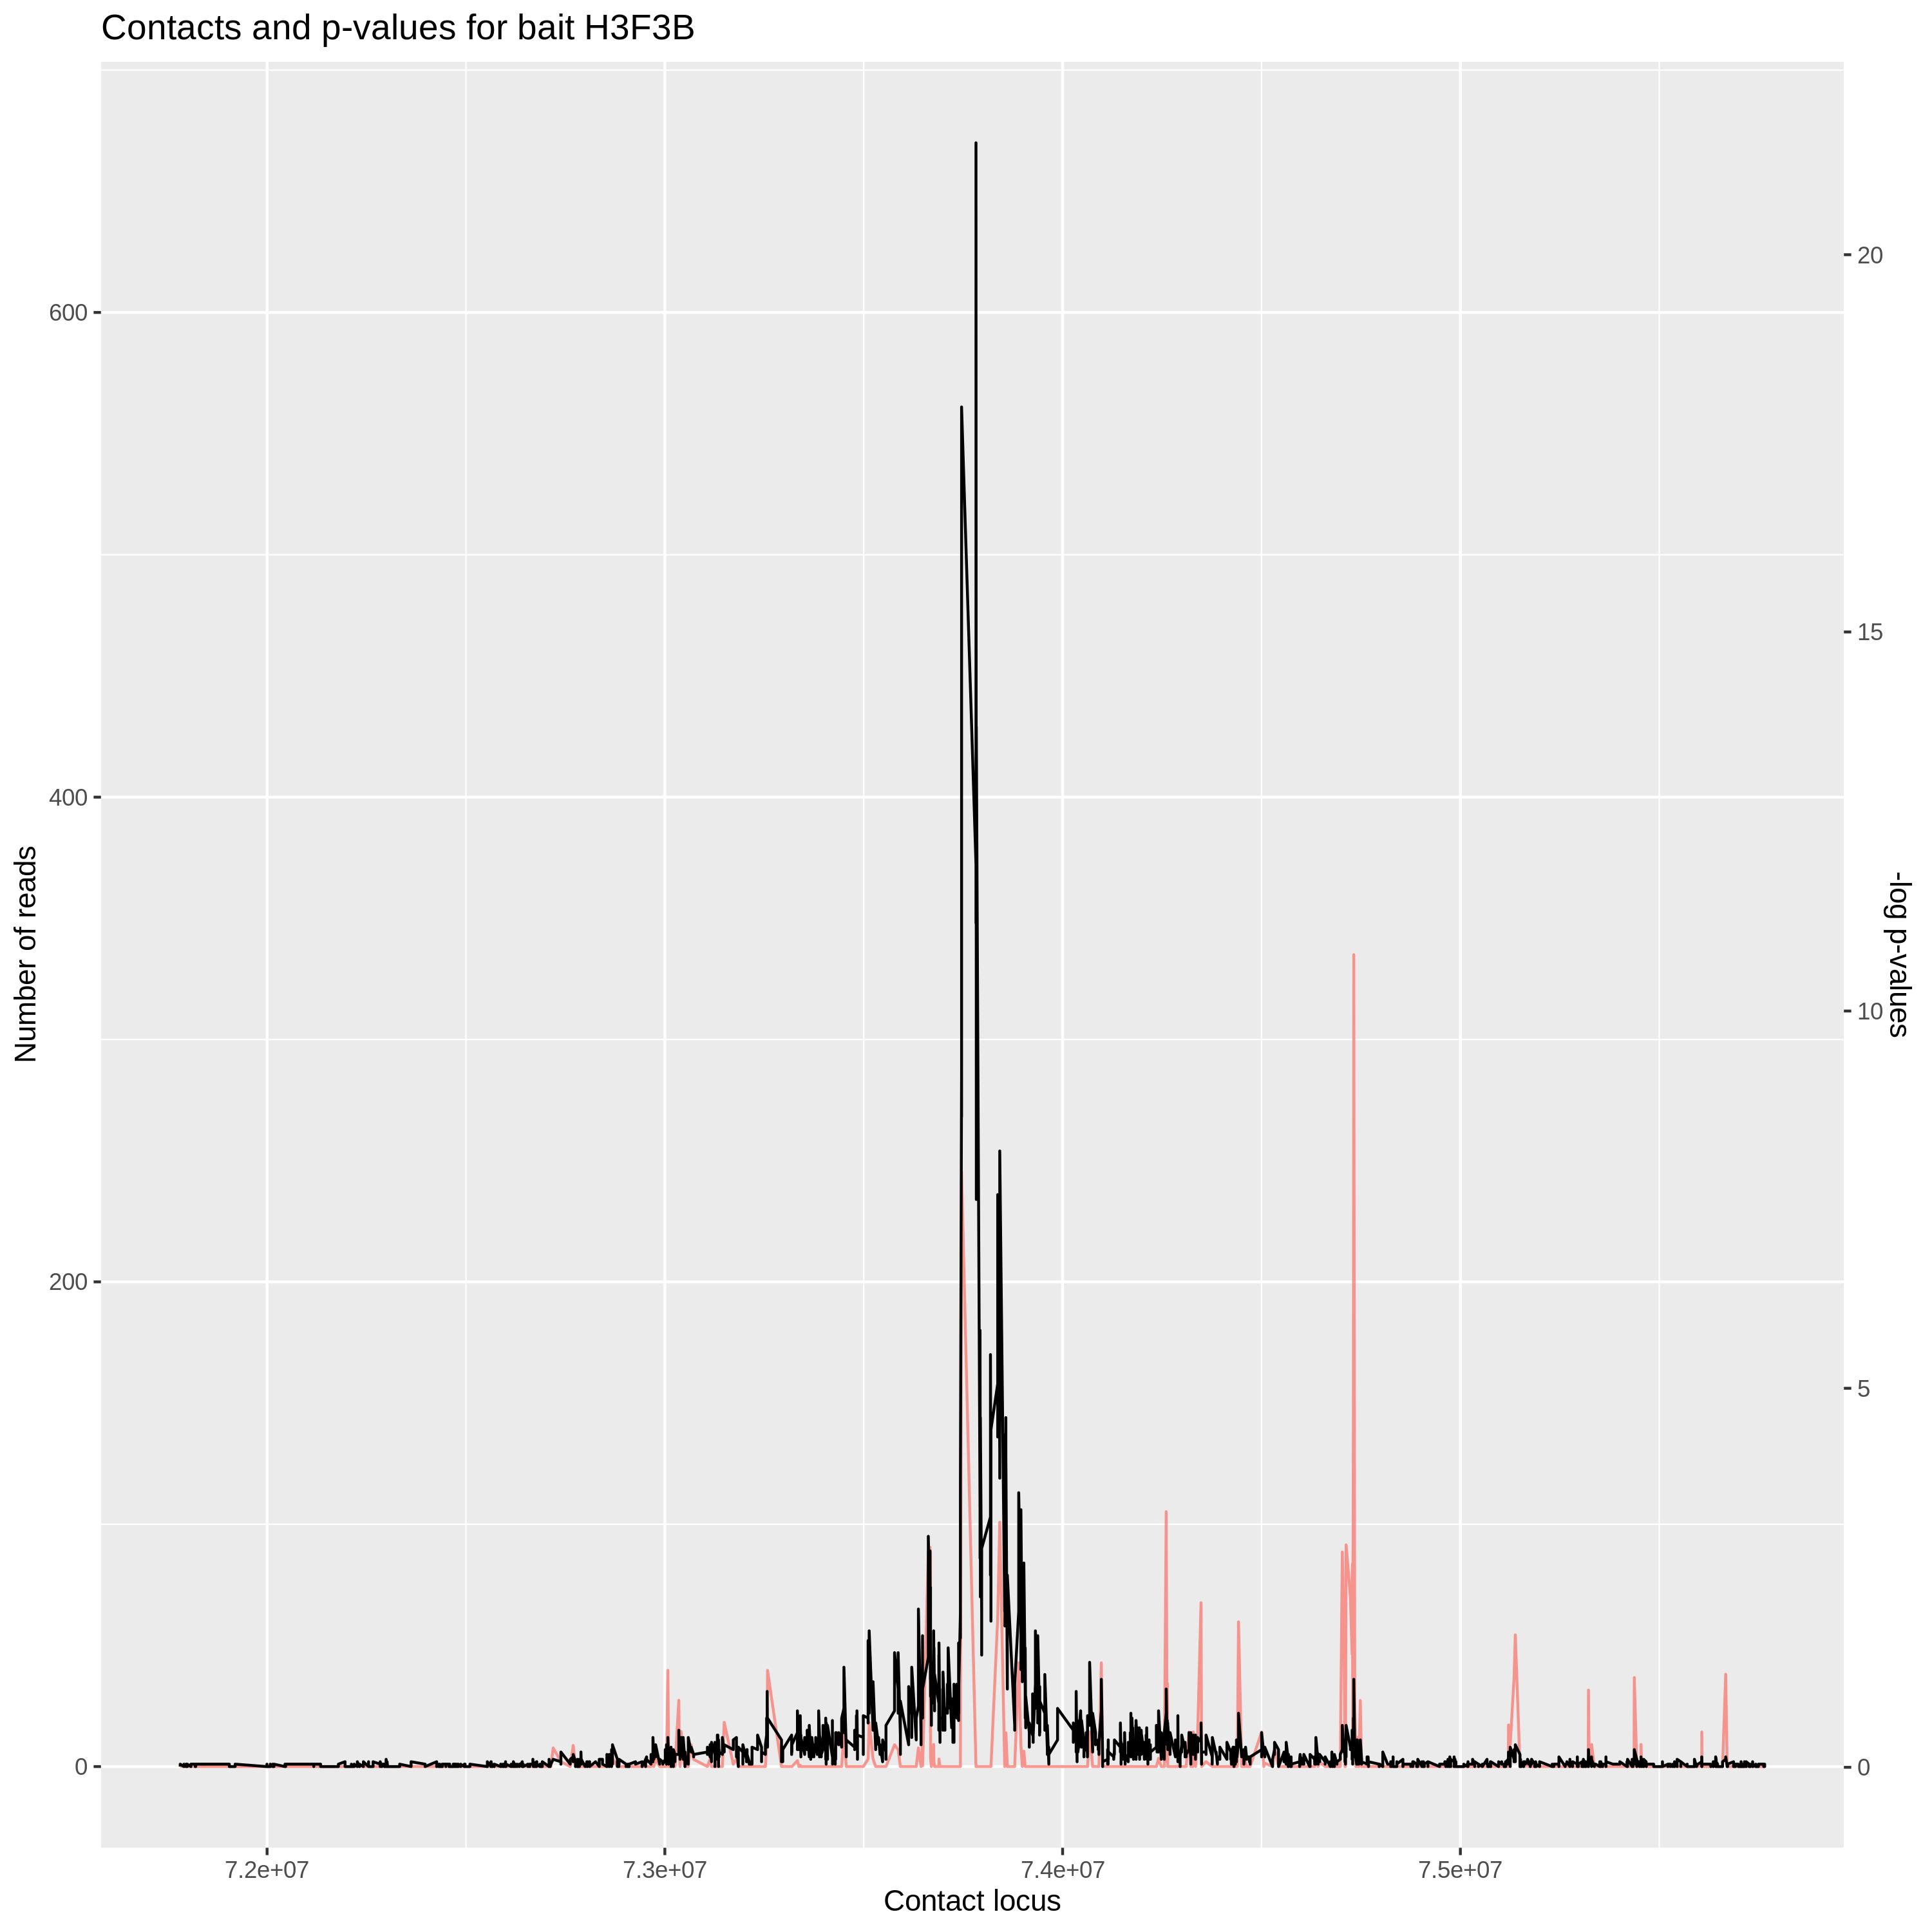 Contacts and p-values for bait H3F3B
600
400
200
0
20
15
10
5
0
Number of reads
-log p-values
7.2e+07 7.3e+07 7.4e+07 7.5e+07
Contact locus